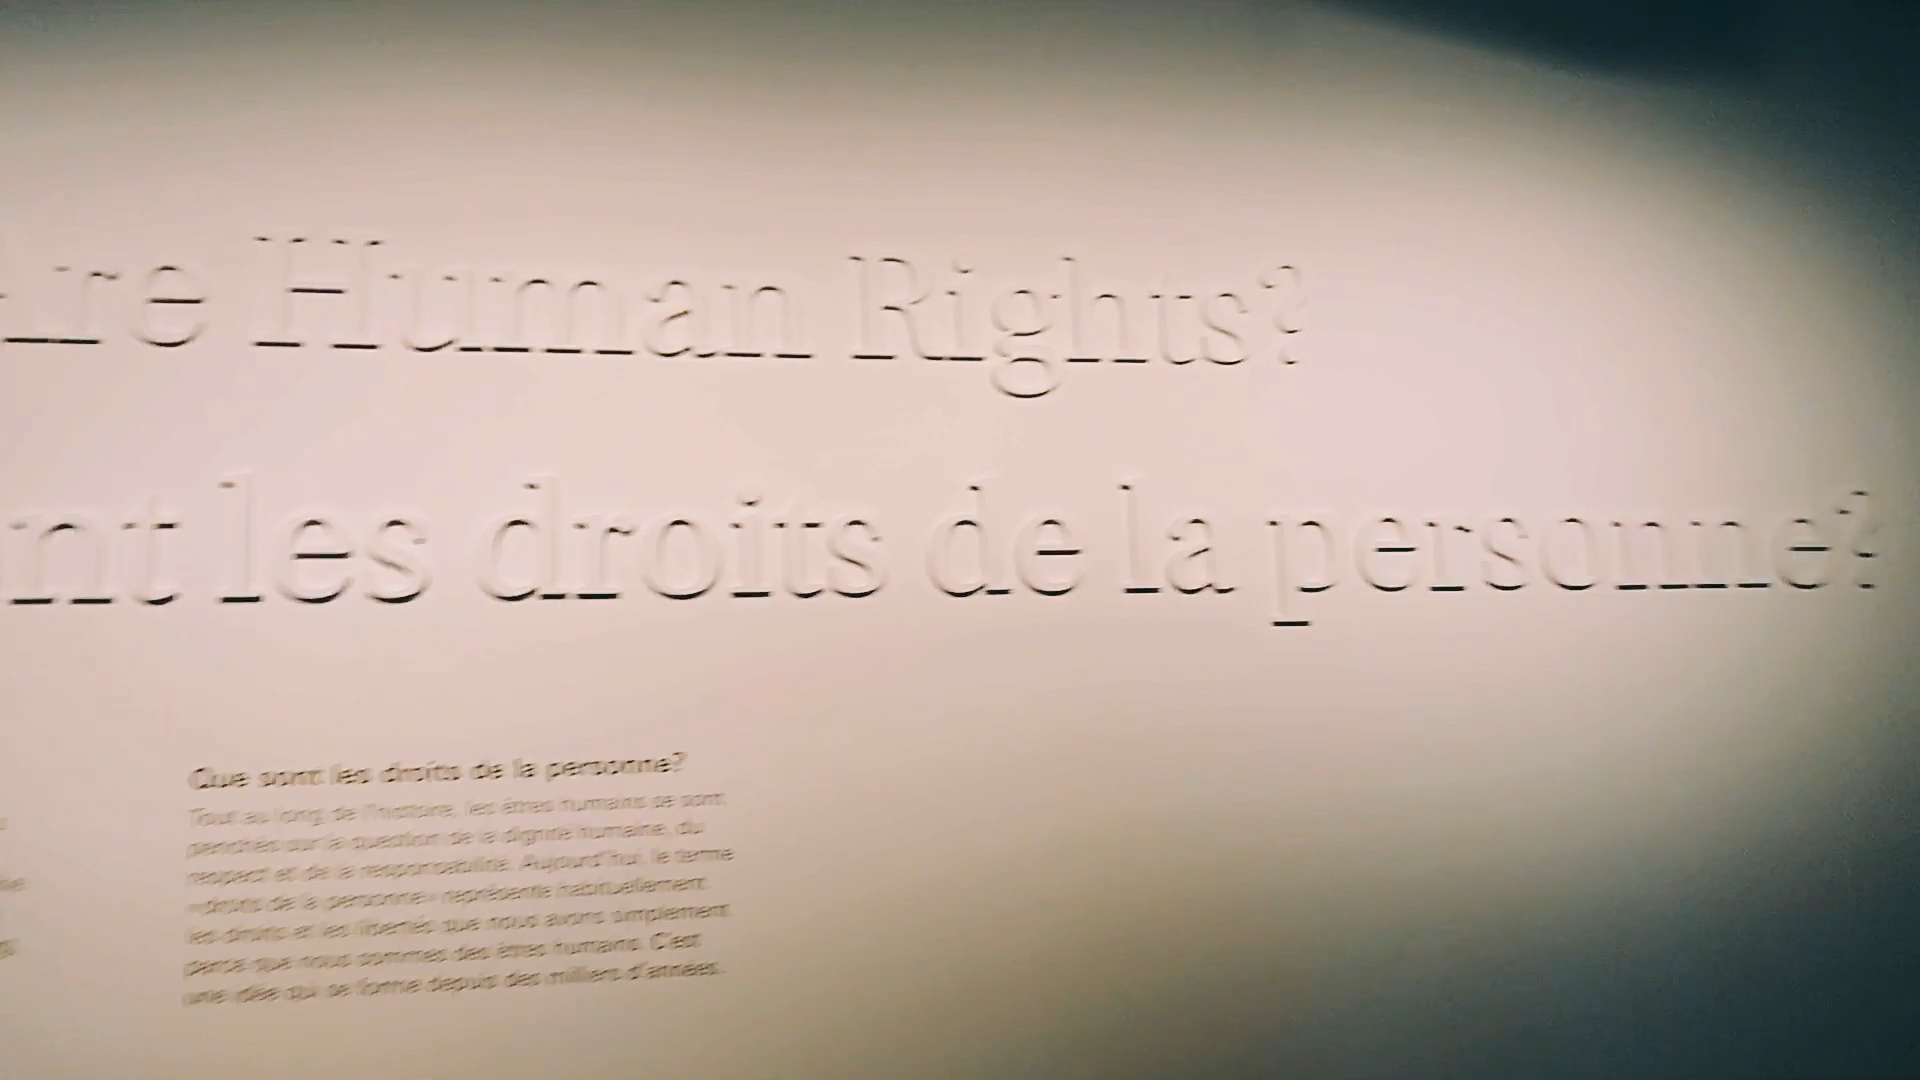 Are Human Rights?
nt les droits de la personne?
Que sont les droits de la personne?
Tout au long de l'histoire, les êtres humains se sont
penchés sur la question de la dignité humaine, du
respect et de la responsabilité. Aujourd'hui, le terme
«droits de la personne» représente habituellement
les droits et les libertés que nous avons simplement
parce que nous sommes des êtres humains. C'est
une idée qui se forme depuis des milliers d'années.